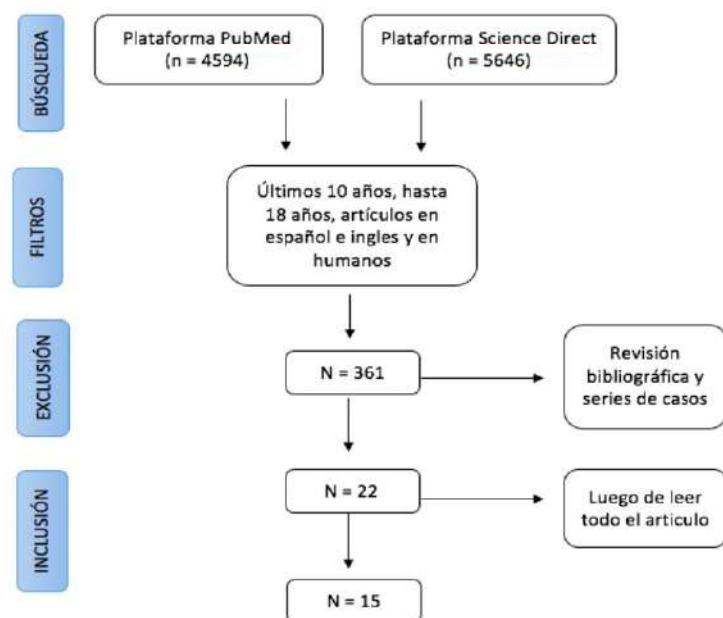 BÚSQUEDA
Plataforma PubMed
(n = 4594)
Plataforma Science Direct
(n = 5646)
FILTROS
Últimos 10 años, hasta
18 años, artículos en
español e ingles y en
humanos
EXCLUSIÓN
N = 361
Revisión
bibliográfica y
series de casos
INCLUSIÓN
N = 22
Luego de leer
todo el articulo
N = 15